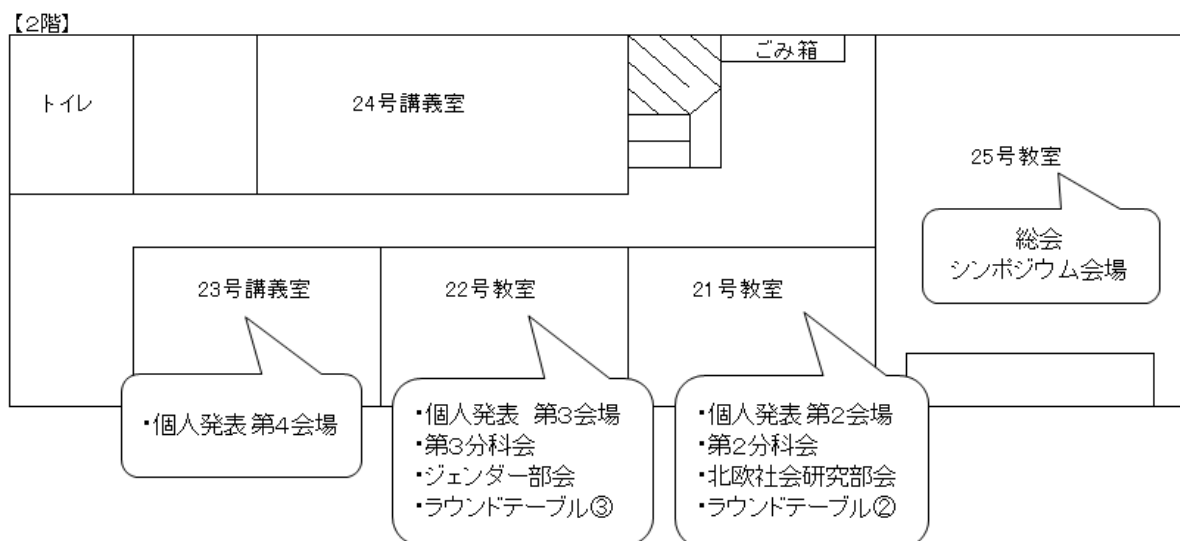 【2階】
トイレ
24号講義室
ごみ箱
25号教室
総会
シンポジウム会場
23号講義室
22号教室
21号教室
・個人発表 第4会場
・個人発表　第3会場
・第3分科会
・ジェンダー部会
・ラウンドテーブル③
・個人発表 第2会場
・第2分科会
・北欧社会研究部会
・ラウンドテーブル②